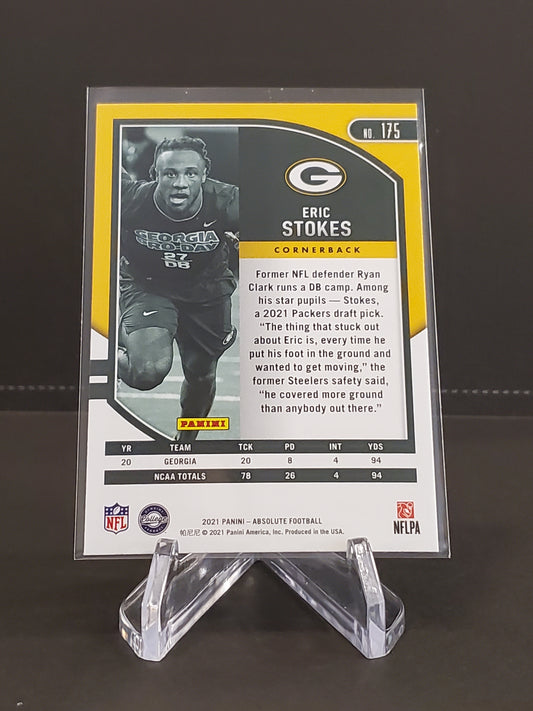 NO. 175
G
ERIC
STOKES
CORNERBACK
GEORGIA
PRO-DAY
27
DB
Former NFL defender Ryan
Clark runs a DB camp. Among
his star pupils — Stokes,
a 2021 Packers draft pick.
“The thing that stuck out
about Eric is, every time he
put his foot in the ground and
wanted to get moving,” the
former Steelers safety said,
“he covered more ground
than anybody out there.”
PANINI
YR TEAM TCK PD INT YDS
20 GEORGIA 20 8 4 94
NCAA TOTALS 78 26 4 94
NFL
College
NFLPA
2021 PANINI – ABSOLUTE FOOTBALL
帕尼尼 © 2021 Panini America, Inc. Produced in the USA.